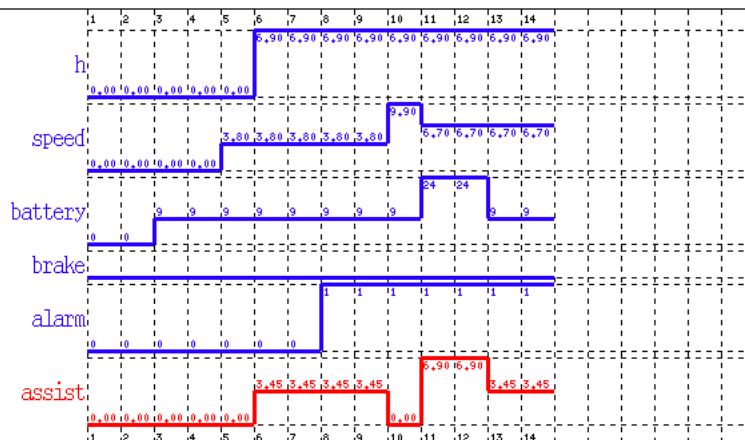 1 2 3 4 5 6 7 8 9 10 11 12 13 14
h 0,00 0,00 0,00 0,00 0,00 6,90 6,90 6,90 6,90 6,90 6,90 6,90 6,90 6,90
speed 0,00 0,00 0,00 0,00 3,80 3,80 3,80 3,80 3,80 9,90 6,70 6,70 6,70 6,70
battery 0 0 9 9 9 9 9 9 9 9 24 24 9 9
brake
alarm 0 0 0 0 0 0 0 1 1 1 1 1 1 1
assist 0,00 0,00 0,00 0,00 0,00 3,45 3,45 3,45 3,45 0,00 6,90 6,90 3,45 3,45
1 2 3 4 5 6 7 8 9 10 11 12 13 14